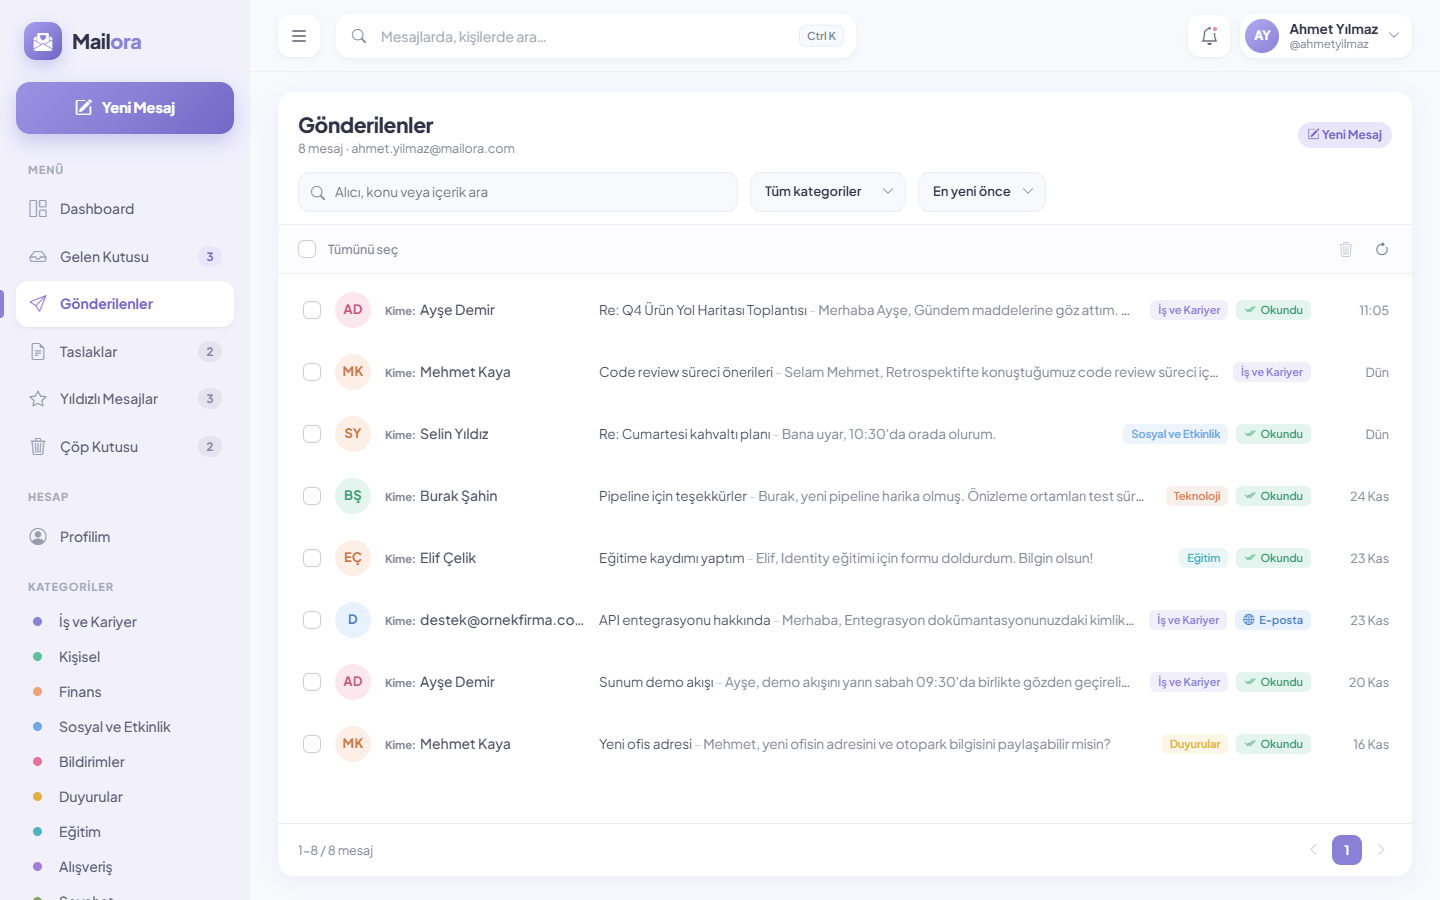 Mailora
Yeni Mesaj
MENÜ
Dashboard
Gelen Kutusu 3
Gönderilenler
Taslaklar 2
Yıldızlı Mesajlar 3
Çöp Kutusu 2
HESAP
Profilim
KATEGORİLER
İş ve Kariyer
Kişisel
Finans
Sosyal ve Etkinlik
Bildirimler
Duyurular
Eğitim
Alışveriş
Mesajlarda, kişilerde ara... Ctrl K
AY Ahmet Yılmaz
@ahmetyilmaz
Gönderilenler
8 mesaj · ahmet.yilmaz@mailora.com
Yeni Mesaj
Alıcı, konu veya içerik ara Tüm kategoriler En yeni önce
Tümünü seç
AD Kime: Ayşe Demir Re: Q4 Ürün Yol Haritası Toplantısı – Merhaba Ayşe, Gündem maddelerine göz attım. ... İş ve Kariyer Okundu 11:05
MK Kime: Mehmet Kaya Code review süreci önerileri – Selam Mehmet, Retrospektifte konuştuğumuz code review süreci iç... İş ve Kariyer Dün
SY Kime: Selin Yıldız Re: Cumartesi kahvaltı planı – Bana uyar, 10:30'da orada olurum. Sosyal ve Etkinlik Okundu Dün
BŞ Kime: Burak Şahin Pipeline için teşekkürler – Burak, yeni pipeline harika olmuş. Önizleme ortamları test sür... Teknoloji Okundu 24 Kas
EÇ Kime: Elif Çelik Eğitime kaydımı yaptım – Elif, Identity eğitimi için formu doldurdum. Bilgin olsun! Eğitim Okundu 23 Kas
D Kime: destek@ornekfirma.co... API entegrasyonu hakkında – Merhaba, Entegrasyon dokümantasyonunuzdaki kimlik... İş ve Kariyer E-posta 23 Kas
AD Kime: Ayşe Demir Sunum demo akışı – Ayşe, demo akışını yarın sabah 09:30'da birlikte gözden geçireli... İş ve Kariyer Okundu 20 Kas
MK Kime: Mehmet Kaya Yeni ofis adresi – Mehmet, yeni ofisin adresini ve otopark bilgisini paylaşabilir misin? Duyurular Okundu 16 Kas
1–8 / 8 mesaj 1